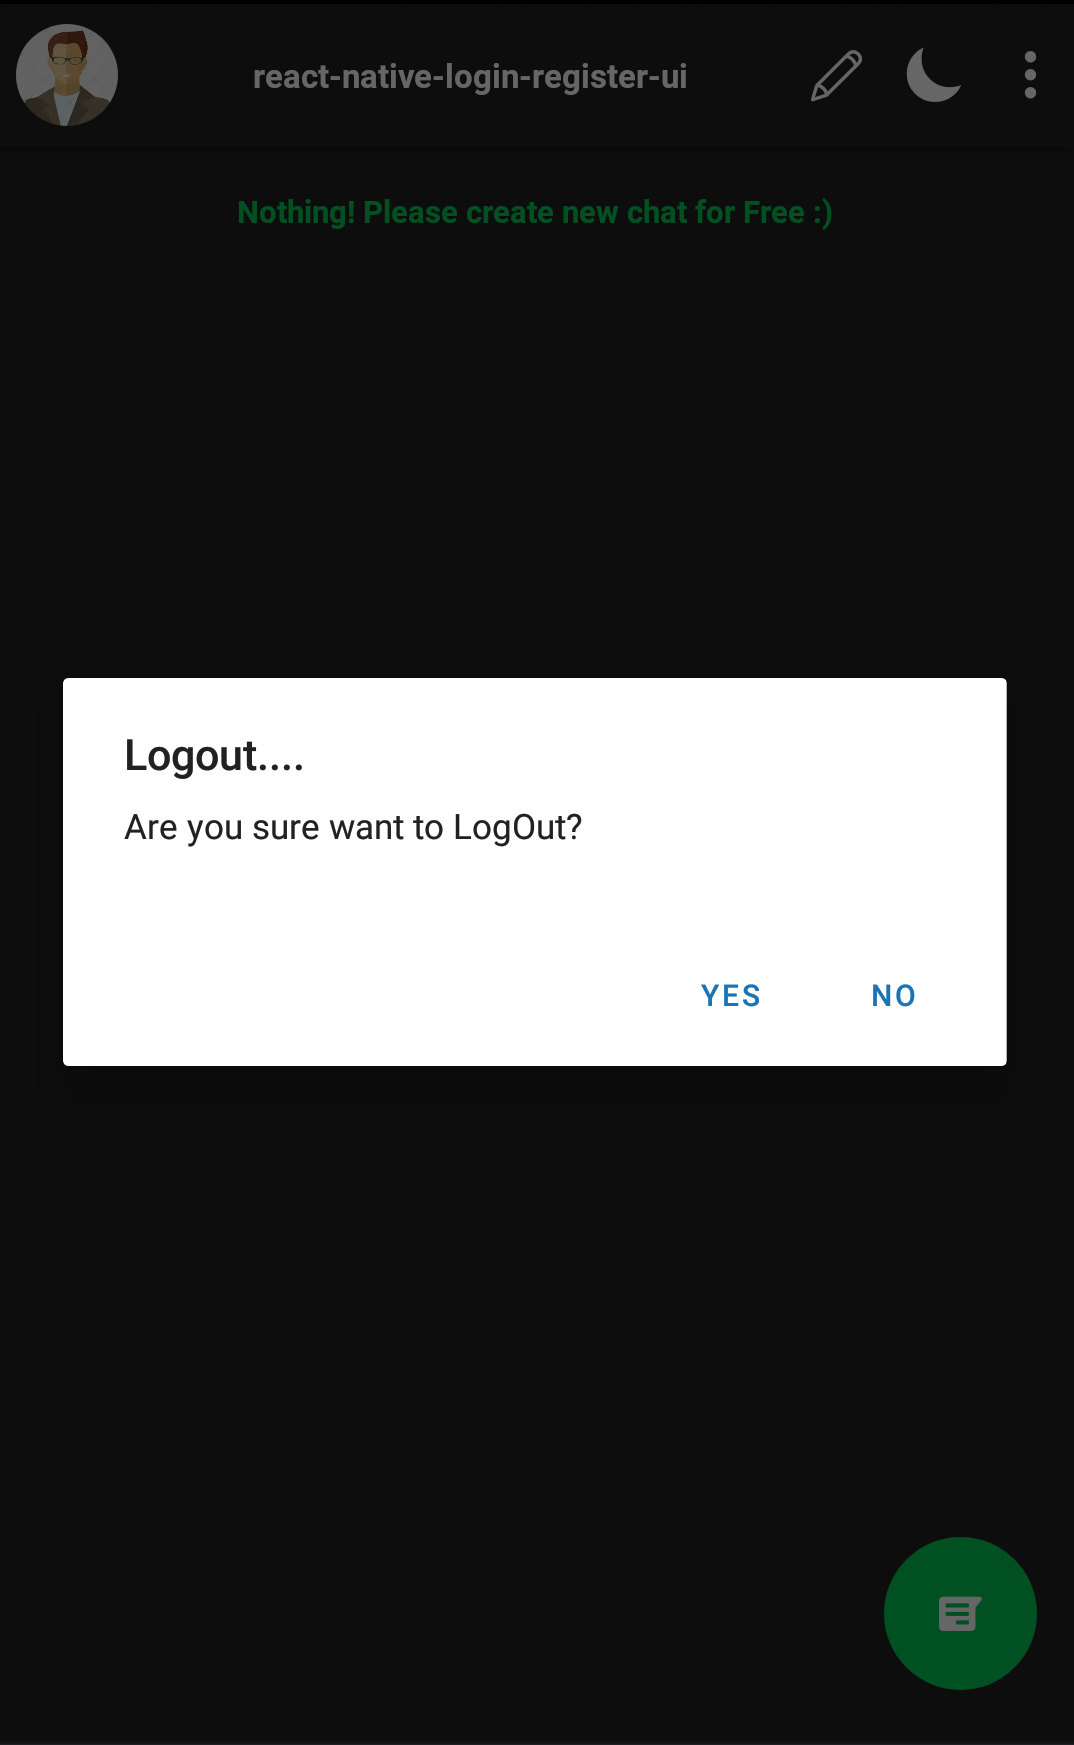 react-native-login-register-ui
Nothing! Please create new chat for Free :)
Logout....
Are you sure want to LogOut?
YES NO